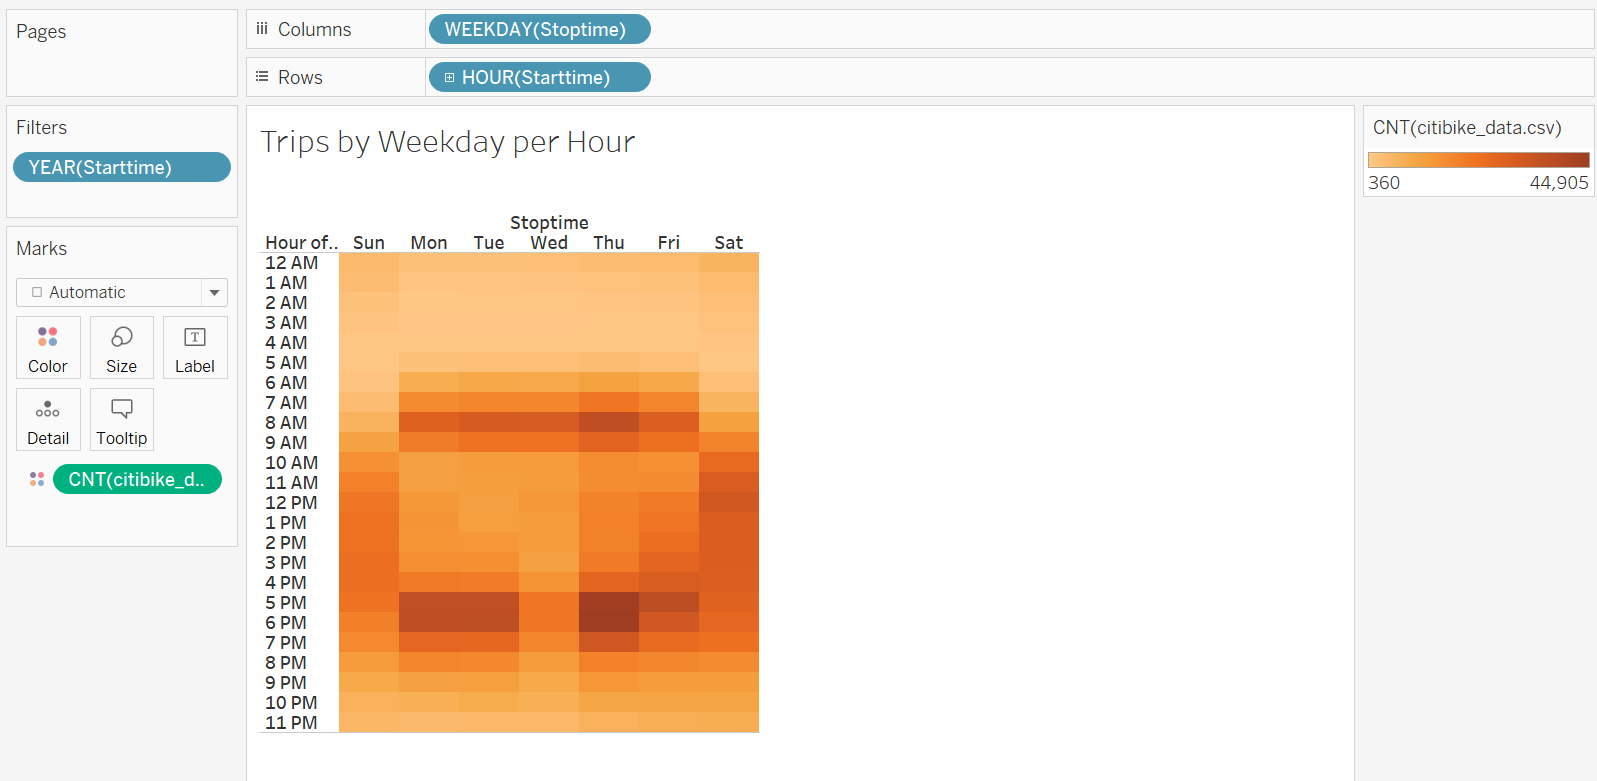 Pages
Columns
WEEKDAY(Stoptime)
Rows
HOUR(Starttime)
Filters
YEAR(Starttime)
Marks
Automatic
Color Size Label
Detail Tooltip
CNT(citibike_d..
Trips by Weekday per Hour
Stoptime
Hour of.. Sun Mon Tue Wed Thu Fri Sat
12 AM
1 AM
2 AM
3 AM
4 AM
5 AM
6 AM
7 AM
8 AM
9 AM
10 AM
11 AM
12 PM
1 PM
2 PM
3 PM
4 PM
5 PM
6 PM
7 PM
8 PM
9 PM
10 PM
11 PM
CNT(citibike_data.csv)
360 44,905